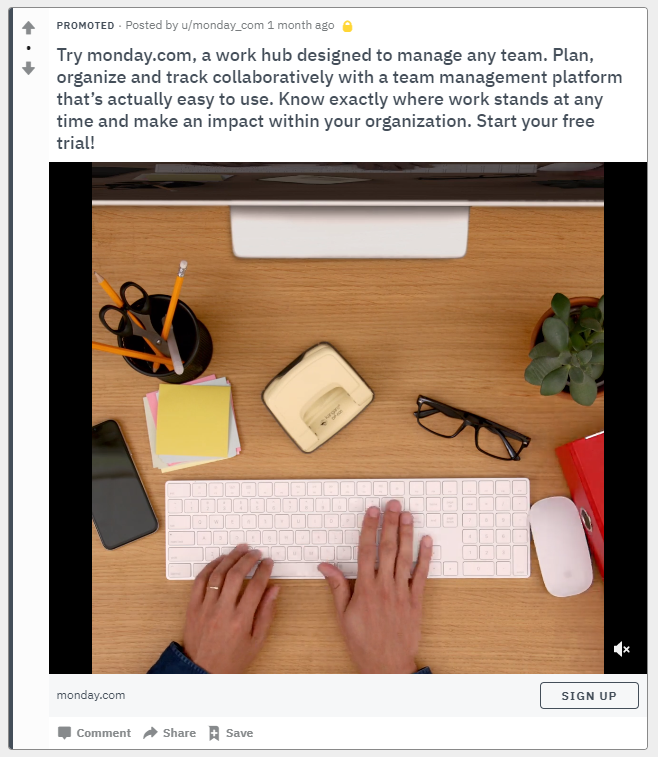 PROMOTED · Posted by u/monday_com 1 month ago
Try monday.com, a work hub designed to manage any team. Plan,
organize and track collaboratively with a team management platform
that’s actually easy to use. Know exactly where work stands at any
time and make an impact within your organization. Start your free
trial!
monday.com
SIGN UP
Comment Share Save